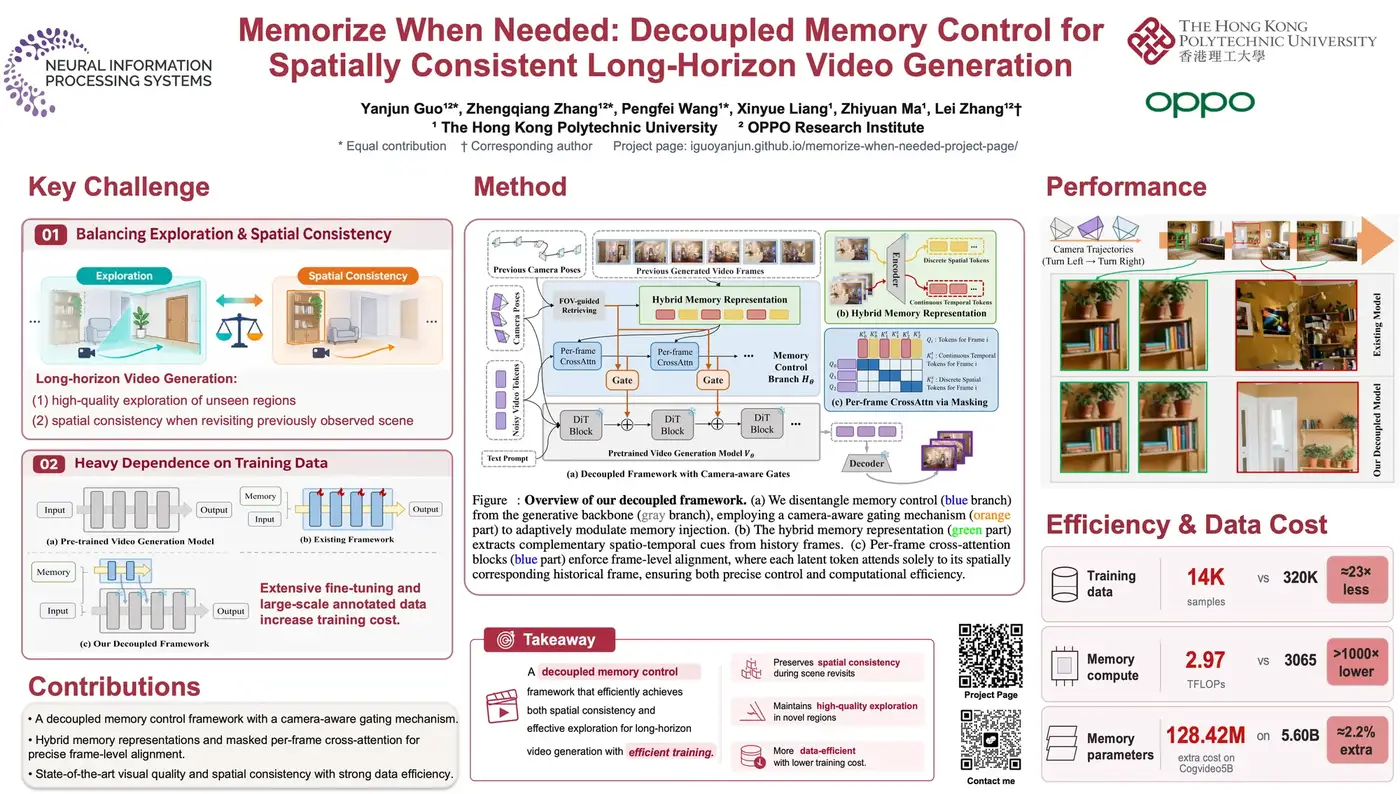 Memorize When Needed: Decoupled Memory Control for
Spatially Consistent Long-Horizon Video Generation
NEURAL INFORMATION
PROCESSING SYSTEMS
THE HONG KONG
POLYTECHNIC UNIVERSITY
香港理工大學
oppo
Yanjun Guo¹²*, Zhengqiang Zhang¹²*, Pengfei Wang¹*, Xinyue Liang¹, Zhiyuan Ma¹, Lei Zhang¹²†
¹ The Hong Kong Polytechnic University ² OPPO Research Institute
* Equal contribution † Corresponding author Project page: iguoyanjun.github.io/memorize-when-needed-project-page/
Key Challenge
01 Balancing Exploration & Spatial Consistency
Exploration
Spatial Consistency
...
...
Long-horizon Video Generation:
(1) high-quality exploration of unseen regions
(2) spatial consistency when revisiting previously observed scene
02 Heavy Dependence on Training Data
Input
Output
(a) Pre-trained Video Generation Model
Memory
Input
Output
(b) Existing Framework
Memory
Input
Output
(c) Our Decoupled Framework
Extensive fine-tuning and
large-scale annotated data
increase training cost.
Contributions
• A decoupled memory control framework with a camera-aware gating mechanism.
• Hybrid memory representations and masked per-frame cross-attention for
precise frame-level alignment.
• State-of-the-art visual quality and spatial consistency with strong data efficiency.
Method
Previous Camera Poses
Previous Generated Video Frames
Camera Poses
FOV-guided
Retrieving
Hybrid Memory Representation
Per-frame
CrossAttn
Per-frame
CrossAttn
...
Memory
Control
Branch Hθ
Gate
Gate
Noisy Video Tokens
DiT
Block
DiT
Block
DiT
Block
...
Text Prompt
Pretrained Video Generation Model Vθ
Decoder
(a) Decoupled Framework with Camera-aware Gates
Encoder
Discrete Spatial Tokens
Continuous Temporal Tokens
(b) Hybrid Memory Representation
Qi : Tokens for Frame i
: Continuous Temporal
Tokens for Frame i
: Discrete Spatial
Tokens for Frame i
(c) Per-frame CrossAttn via Masking
Figure : Overview of our decoupled framework. (a) We disentangle memory control (blue branch)
from the generative backbone (gray branch), employing a camera-aware gating mechanism (orange
part) to adaptively modulate memory injection. (b) The hybrid memory representation (green part)
extracts complementary spatio-temporal cues from history frames. (c) Per-frame cross-attention
blocks (blue part) enforce frame-level alignment, where each latent token attends solely to its spatially
corresponding historical frame, ensuring both precise control and computational efficiency.
Takeaway
A decoupled memory control
framework that efficiently achieves
both spatial consistency and
effective exploration for long-horizon
video generation with efficient training.
Preserves spatial consistency
during scene revisits
Maintains high-quality exploration
in novel regions
More data-efficient
with lower training cost.
Project Page
Contact me
Performance
Camera Trajectories
(Turn Left → Turn Right)
Existing Model
Our Decoupled Model
Efficiency & Data Cost
Training
data
14K
samples
vs 320K
≈23×
less
Memory
compute
2.97
TFLOPs
vs 3065
>1000×
lower
Memory
parameters
128.42M
extra cost on
Cogvideo5B
on 5.60B
≈2.2%
extra